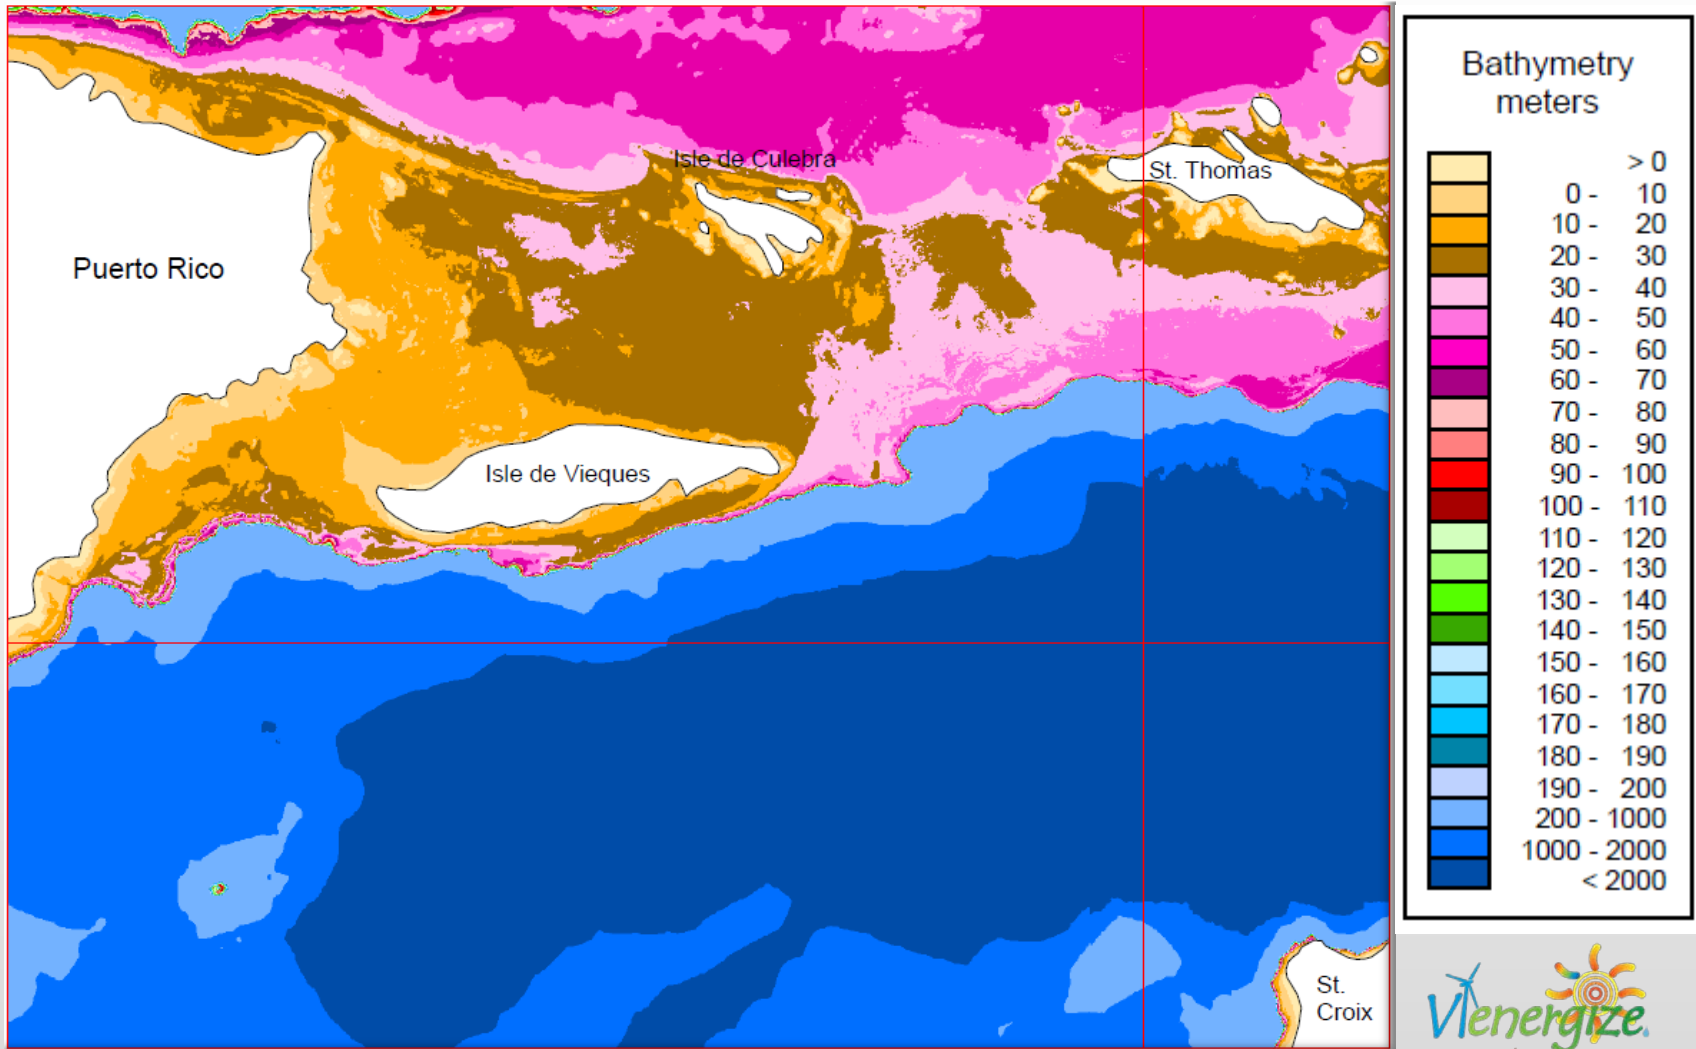 Isle de Culebra
St. Thomas
Puerto Rico
Isle de Vieques
St.
Croix
Bathymetry
meters
> 0
0 - 10
10 - 20
20 - 30
30 - 40
40 - 50
50 - 60
60 - 70
70 - 80
80 - 90
90 - 100
100 - 110
110 - 120
120 - 130
130 - 140
140 - 150
150 - 160
160 - 170
170 - 180
180 - 190
190 - 200
200 - 1000
1000 - 2000
< 2000
VIenergize